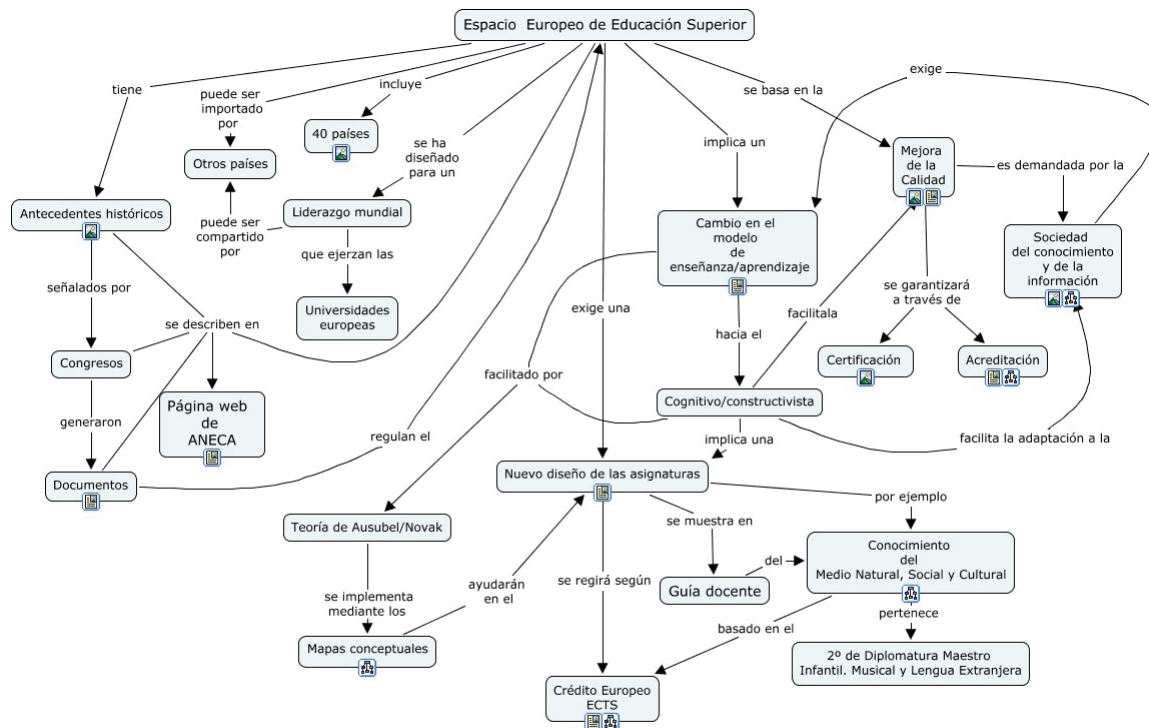 Espacio Europeo de Educación Superior
tiene
puede ser
importado
por
incluye
se basa en la
exige
40 países
se ha
diseñado
para un
implica un
Otros países
Mejora
de la
Calidad
es demandada por la
Antecedentes históricos
puede ser
compartido
por
Liderazgo mundial
Cambio en el
modelo
de
enseñanza/aprendizaje
Sociedad
del conocimiento
y de la
información
que ejerzan las
señalados por
se describen en
Universidades
europeas
exige una
hacia el
facilitala
se garantizará
a través de
Congresos
facilitado por
Certificación
Acreditación
Página web
de
ANECA
Cognitivo/constructivista
generaron
regulan el
implica una
facilita la adaptación a la
Documentos
Nuevo diseño de las asignaturas
por ejemplo
Teoría de Ausubel/Novak
se muestra en
Conocimiento
del
Medio Natural, Social y Cultural
del
ayudarán
en el
se regirá según
Guía docente
se implementa
mediante los
pertenece
basado en el
Mapas conceptuales
2º de Diplomatura Maestro
Infantil. Musical y Lengua Extranjera
Crédito Europeo
ECTS